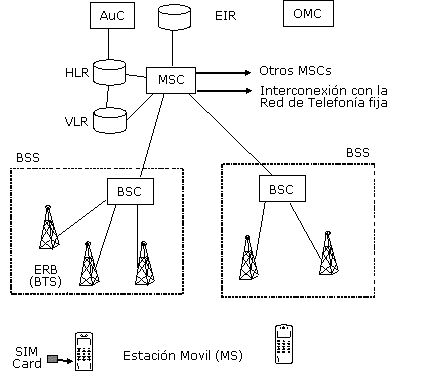 AuC
EIR
OMC
HLR
MSC
Otros MSCs
Interconexión con la
Red de Telefonía fija
VLR
BSS
BSS
BSC
BSC
ERB
(BTS)
SIM
Card
Estación Movil (MS)